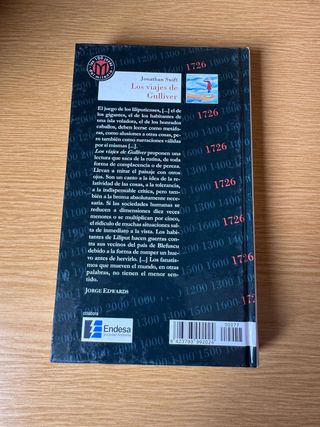 Jonathan Swift
Los viajes de
Gulliver
El juego de los liliputienses, [...] el de
los gigantes, el de los habitantes de
una isla voladora, el de los honrados
caballos, deben leerse como metáfo-
ras, como alusiones a otras cosas, pe-
ro también como narraciones válidas
por sí mismas [...]
Los viajes de Gulliver proponen una
lectura que saca de la rutina, de toda
forma de complacencia o de pereza.
Llevan a mirar el paisaje con otros
ojos. Son un canto a la idea de la re-
latividad de las cosas, a la tolerancia,
a la indispensable crítica, pero tam-
bién a la broma absolutamente necesa-
ria. Si las sociedades humanas se
reducen a dimensiones diez veces
menores o se multiplican por cinco,
el ridículo de muchas situaciones sal-
ta de inmediato a la vista. Los habi-
tantes de Liliput hacen guerras con-
tra sus vecinos del país de Blefuscu
debido a la forma de romper un hue-
vo antes de hervirlo. [...] Los fanatis-
mos que mueven el mundo, en otras
palabras, no tienen el menor sen-
tido.
JORGE EDWARDS
1726
1726
1726
1726
1726
1726
1726
1726
colabora
Endesa
00977
9 423793 992026